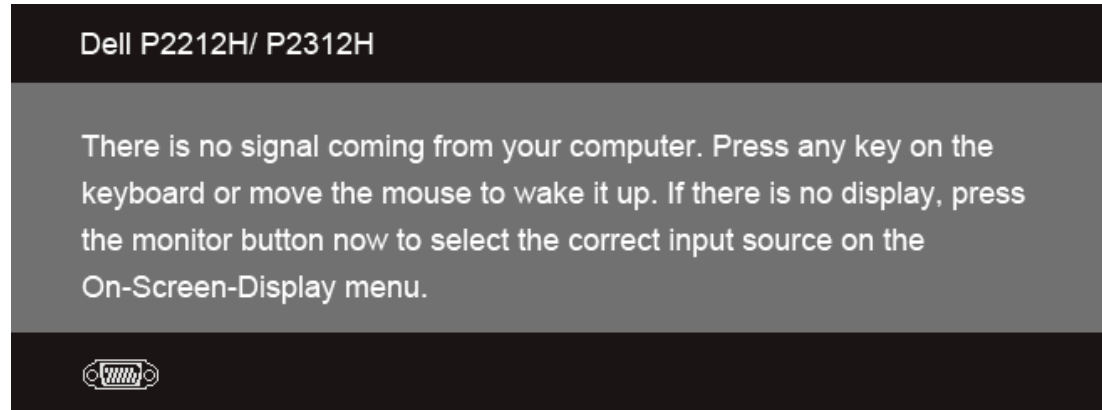 Dell P2212H/ P2312H
There is no signal coming from your computer. Press any key on the
keyboard or move the mouse to wake it up. If there is no display, press
the monitor button now to select the correct input source on the
On-Screen-Display menu.